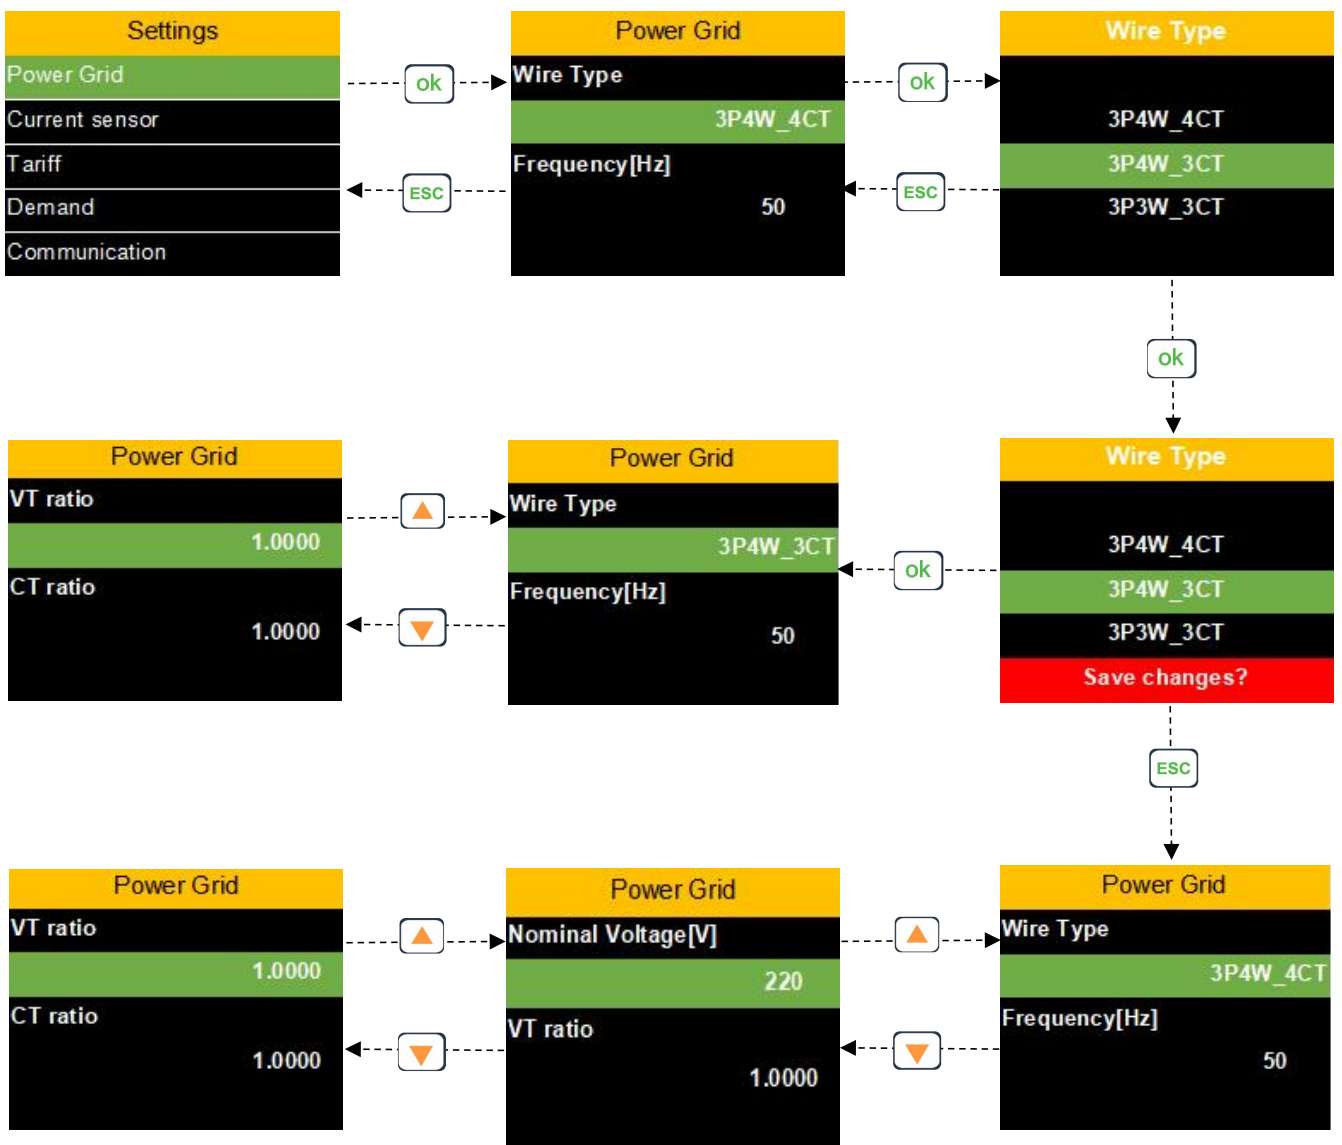 Settings
Power Grid
Current sensor
Tariff
Demand
Communication
ok
ESC
Power Grid
Wire Type
3P4W_4CT
Frequency[Hz]
50
ok
ESC
Wire Type
3P4W_4CT
3P4W_3CT
3P3W_3CT
ok
Power Grid
VT ratio
1.0000
CT ratio
1.0000
Power Grid
Wire Type
3P4W_3CT
Frequency[Hz]
50
ok
Wire Type
3P4W_4CT
3P4W_3CT
3P3W_3CT
Save changes?
ESC
Power Grid
VT ratio
1.0000
CT ratio
1.0000
Power Grid
Nominal Voltage[V]
220
VT ratio
1.0000
Power Grid
Wire Type
3P4W_4CT
Frequency[Hz]
50